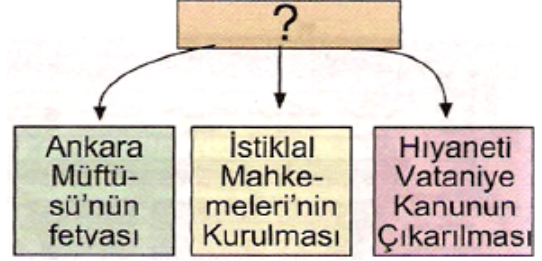 ?
Ankara
Müftü-
sü'nün
fetvası
İstiklal
Mahke-
meleri'nin
Kurulması
Hıyaneti
Vataniye
Kanunun
Çıkarılması